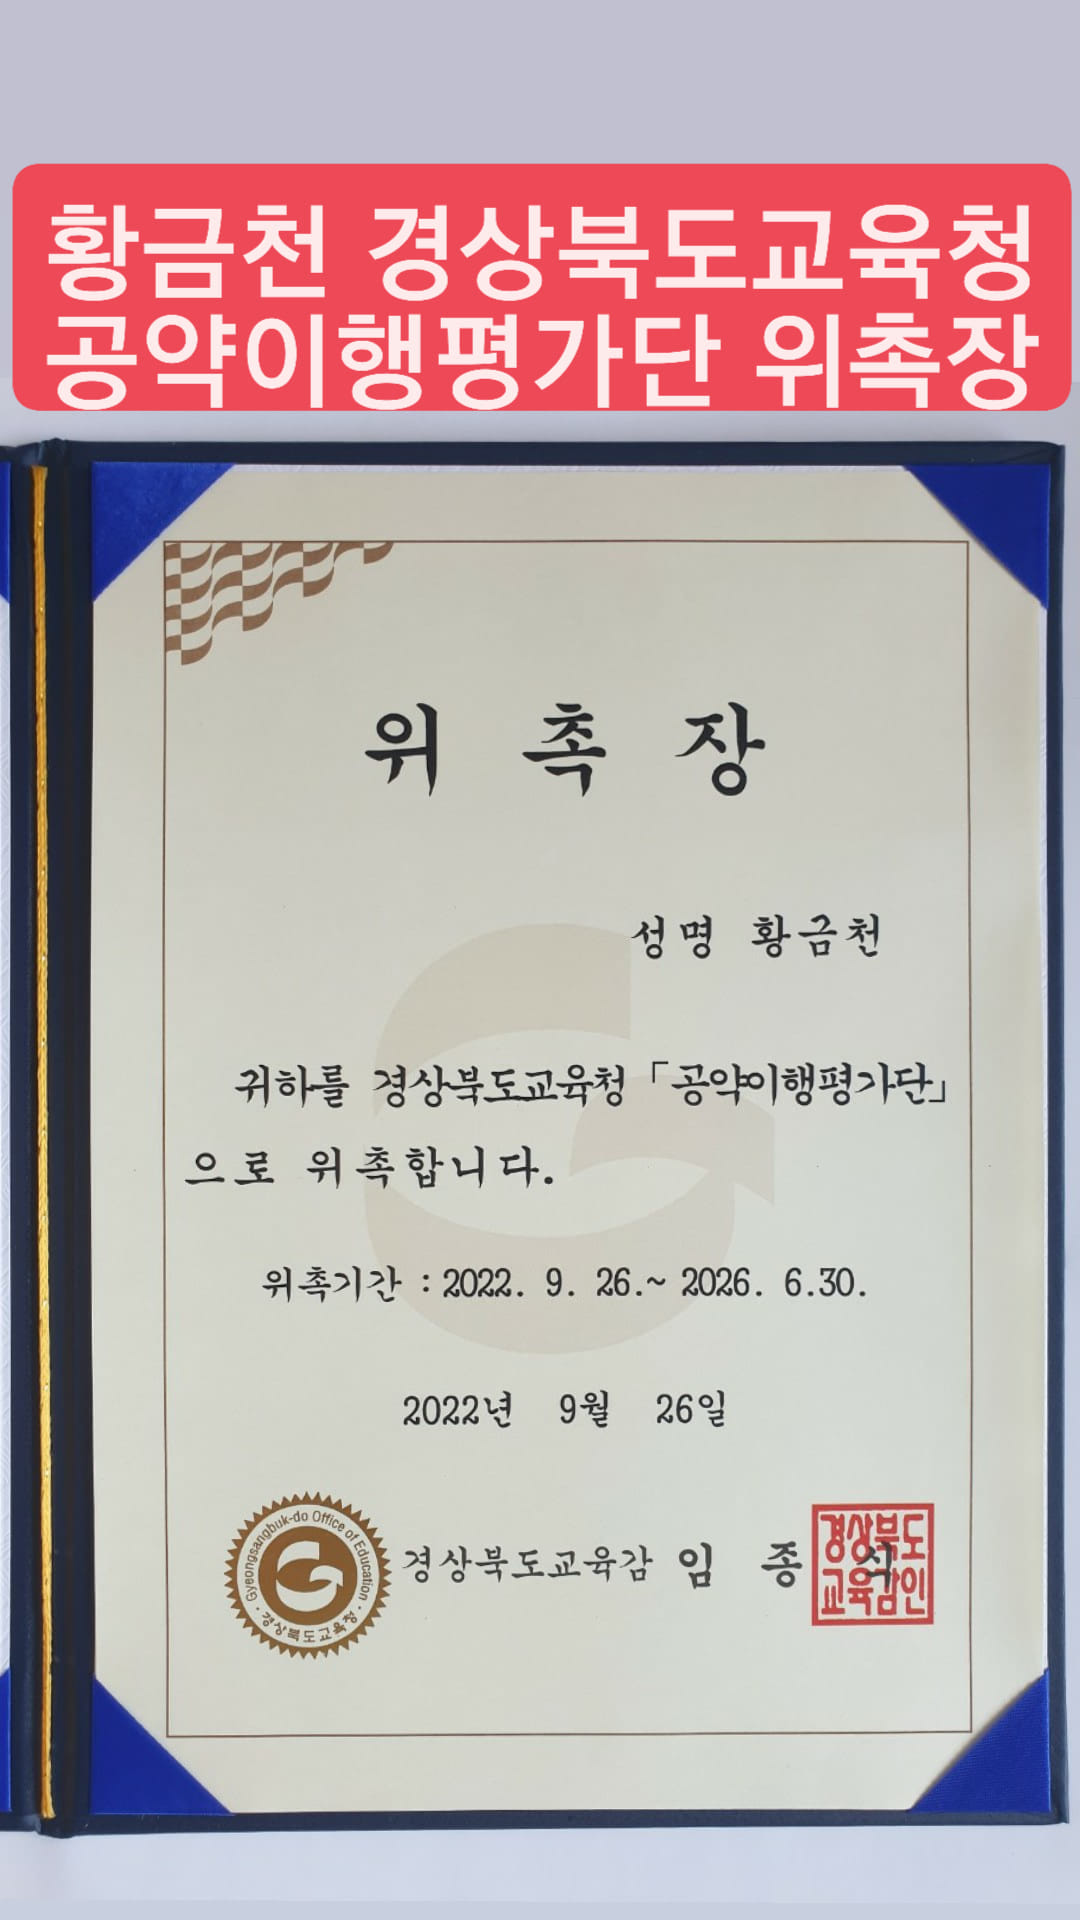 황금천 경상북도교육청
공약이행평가단 위촉장
위 촉 장
성명 황금천
귀하를 경상북도교육청 「공약이행평가단」
으로 위촉합니다.
위촉기간 : 2022. 9. 26.~ 2026. 6.30.
2022년 9월 26일
Gyeongsangbuk-do Office of Education
경상북도교육청
경상북도교육감 임 종 식
경상북도
교육감인